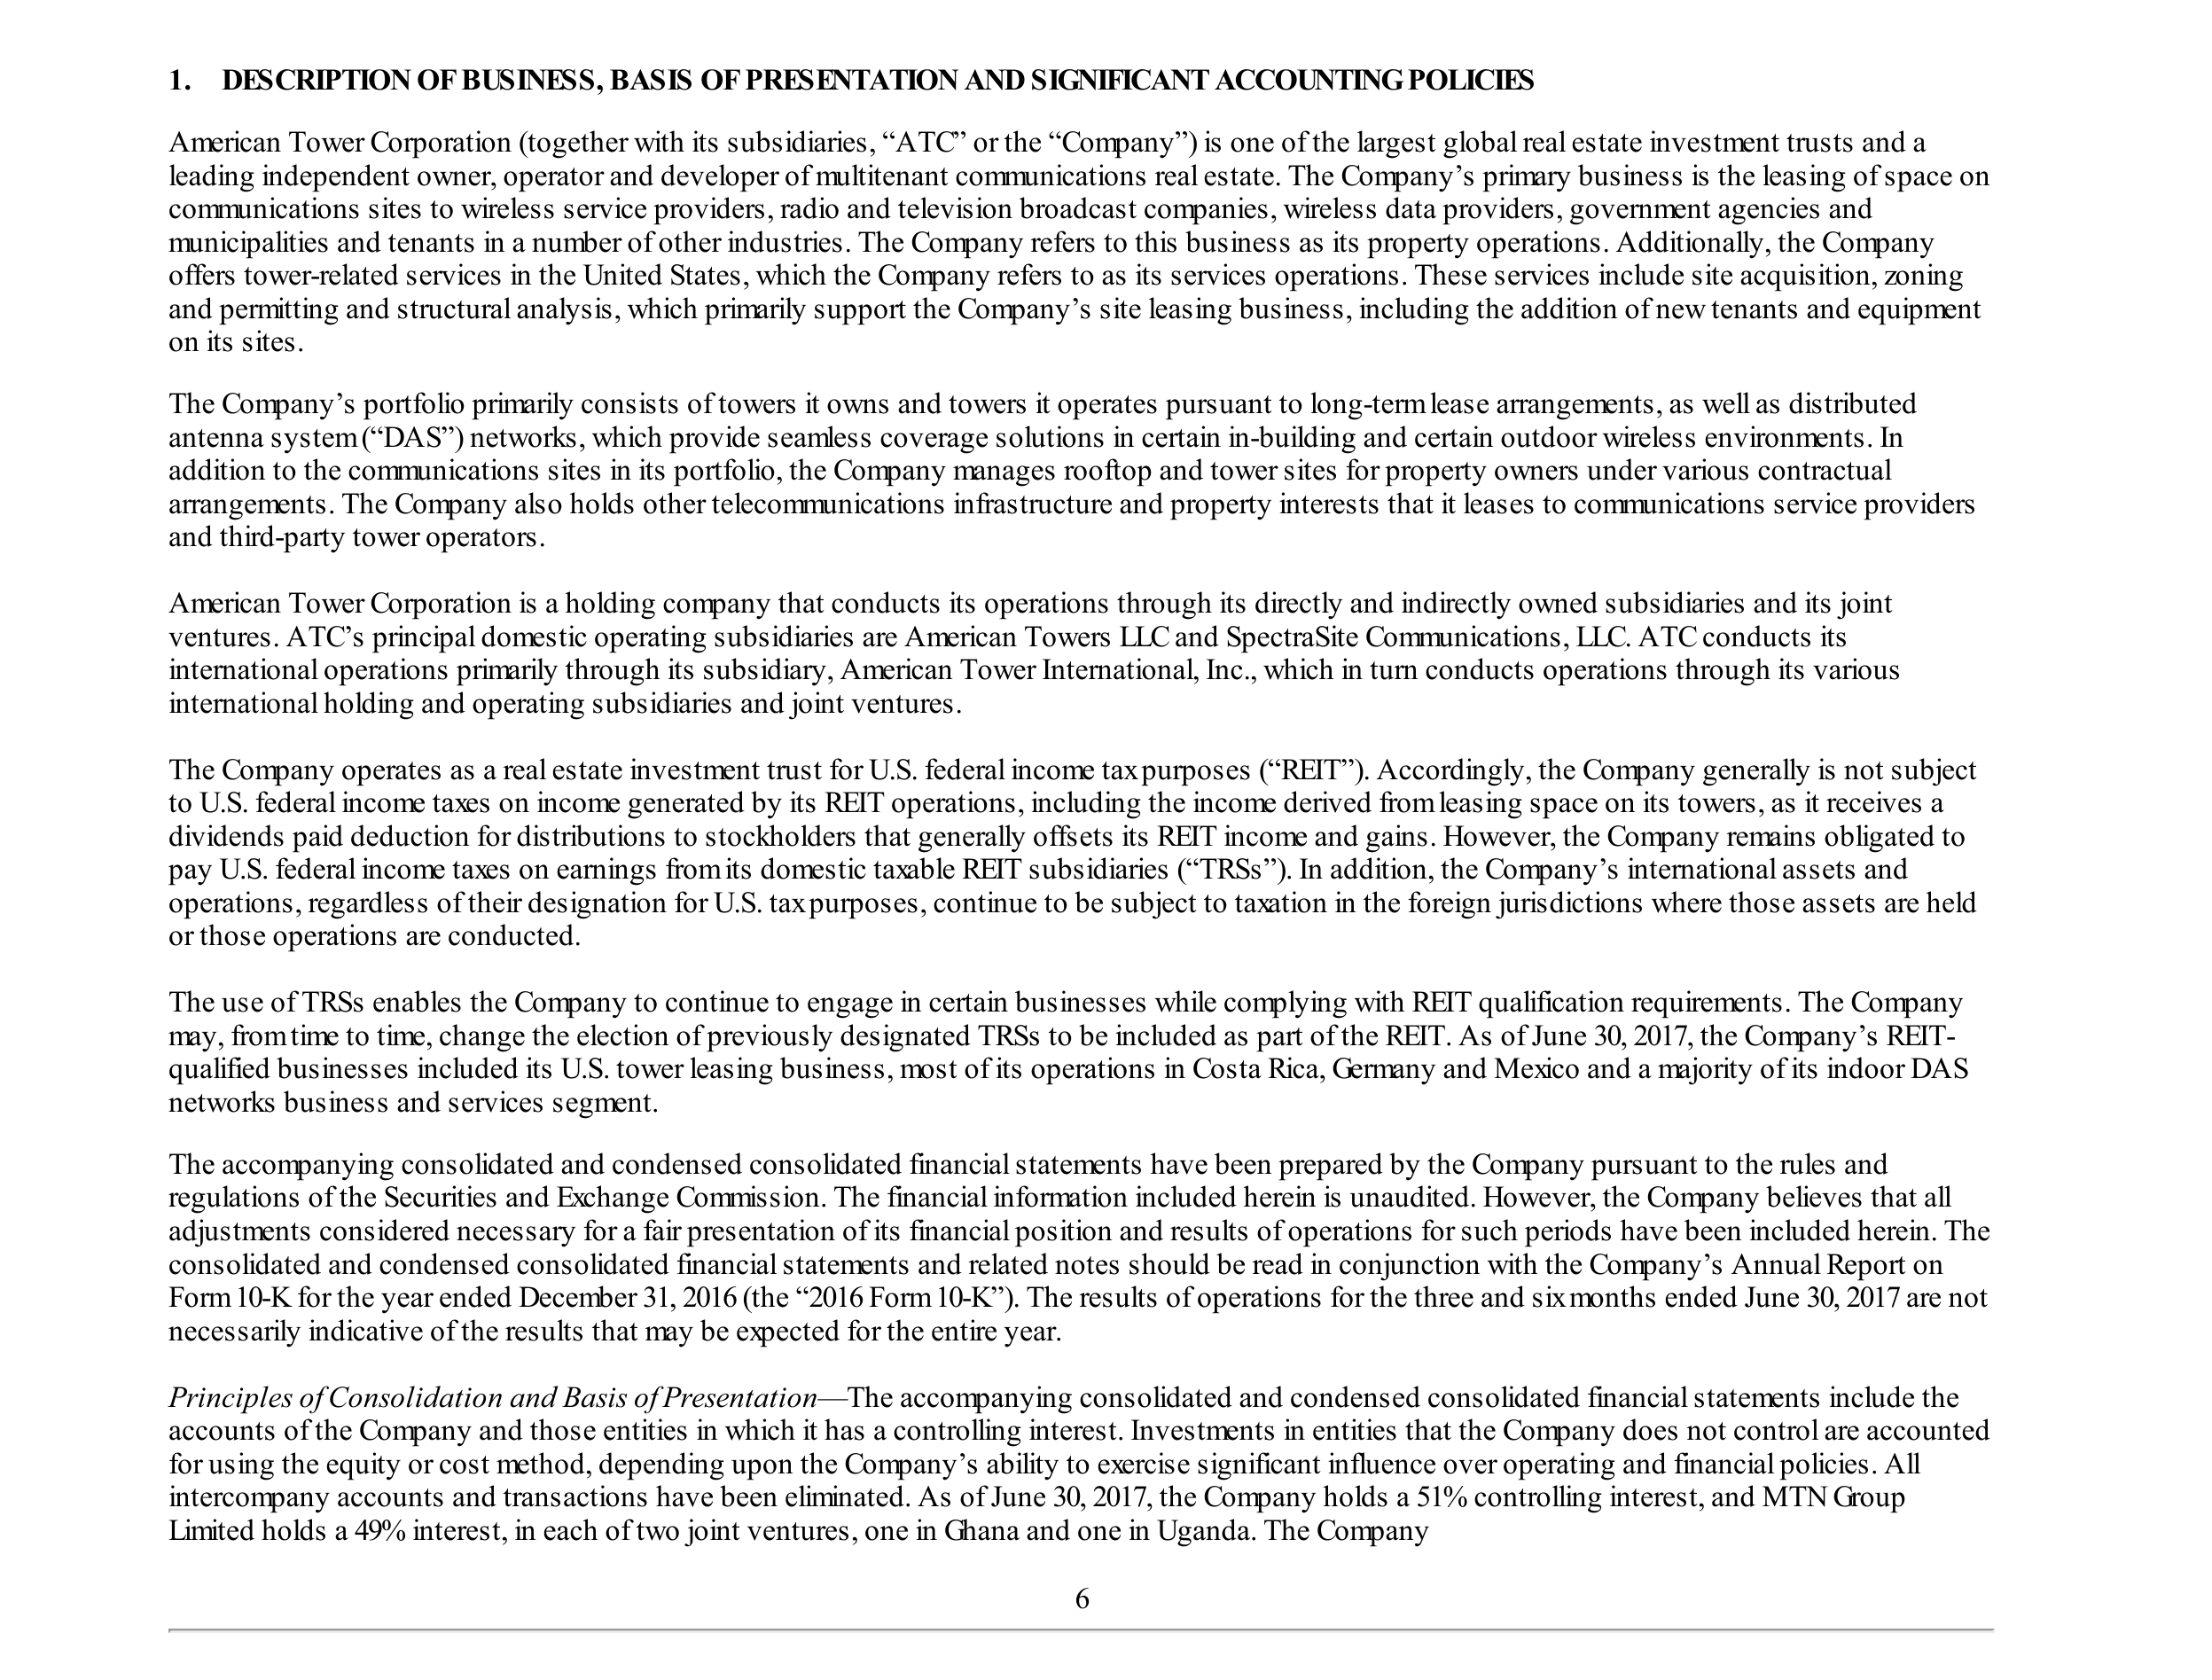 1. DESCRIPTION OF BUSINESS, BASIS OF PRESENTATION AND SIGNIFICANT ACCOUNTING POLICIES
American Tower Corporation (together with its subsidiaries, “ATC” or the “Company”) is one of the largest global real estate investment trusts and a
leading independent owner, operator and developer of multitenant communications real estate. The Company’s primary business is the leasing of space on
communications sites to wireless service providers, radio and television broadcast companies, wireless data providers, government agencies and
municipalities and tenants in a number of other industries. The Company refers to this business as its property operations. Additionally, the Company
offers tower-related services in the United States, which the Company refers to as its services operations. These services include site acquisition, zoning
and permitting and structural analysis, which primarily support the Company’s site leasing business, including the addition of new tenants and equipment
on its sites.
The Company’s portfolio primarily consists of towers it owns and towers it operates pursuant to long-term lease arrangements, as well as distributed
antenna system (“DAS”) networks, which provide seamless coverage solutions in certain in-building and certain outdoor wireless environments. In
addition to the communications sites in its portfolio, the Company manages rooftop and tower sites for property owners under various contractual
arrangements. The Company also holds other telecommunications infrastructure and property interests that it leases to communications service providers
and third-party tower operators.
American Tower Corporation is a holding company that conducts its operations through its directly and indirectly owned subsidiaries and its joint
ventures. ATC’s principal domestic operating subsidiaries are American Towers LLC and SpectraSite Communications, LLC. ATC conducts its
international operations primarily through its subsidiary, American Tower International, Inc., which in turn conducts operations through its various
international holding and operating subsidiaries and joint ventures.
The Company operates as a real estate investment trust for U.S. federal income tax purposes (“REIT”). Accordingly, the Company generally is not subject
to U.S. federal income taxes on income generated by its REIT operations, including the income derived from leasing space on its towers, as it receives a
dividends paid deduction for distributions to stockholders that generally offsets its REIT income and gains. However, the Company remains obligated to
pay U.S. federal income taxes on earnings from its domestic taxable REIT subsidiaries (“TRSs”). In addition, the Company’s international assets and
operations, regardless of their designation for U.S. tax purposes, continue to be subject to taxation in the foreign jurisdictions where those assets are held
or those operations are conducted.
The use of TRSs enables the Company to continue to engage in certain businesses while complying with REIT qualification requirements. The Company
may, from time to time, change the election of previously designated TRSs to be included as part of the REIT. As of June 30, 2017, the Company’s REIT-
qualified businesses included its U.S. tower leasing business, most of its operations in Costa Rica, Germany and Mexico and a majority of its indoor DAS
networks business and services segment.
The accompanying consolidated and condensed consolidated financial statements have been prepared by the Company pursuant to the rules and
regulations of the Securities and Exchange Commission. The financial information included herein is unaudited. However, the Company believes that all
adjustments considered necessary for a fair presentation of its financial position and results of operations for such periods have been included herein. The
consolidated and condensed consolidated financial statements and related notes should be read in conjunction with the Company’s Annual Report on
Form 10-K for the year ended December 31, 2016 (the “2016 Form 10-K”). The results of operations for the three and six months ended June 30, 2017 are not
necessarily indicative of the results that may be expected for the entire year.
Principles of Consolidation and Basis of Presentation—The accompanying consolidated and condensed consolidated financial statements include the
accounts of the Company and those entities in which it has a controlling interest. Investments in entities that the Company does not control are accounted
for using the equity or cost method, depending upon the Company’s ability to exercise significant influence over operating and financial policies. All
intercompany accounts and transactions have been eliminated. As of June 30, 2017, the Company holds a 51% controlling interest, and MTN Group
Limited holds a 49% interest, in each of two joint ventures, one in Ghana and one in Uganda. The Company
6